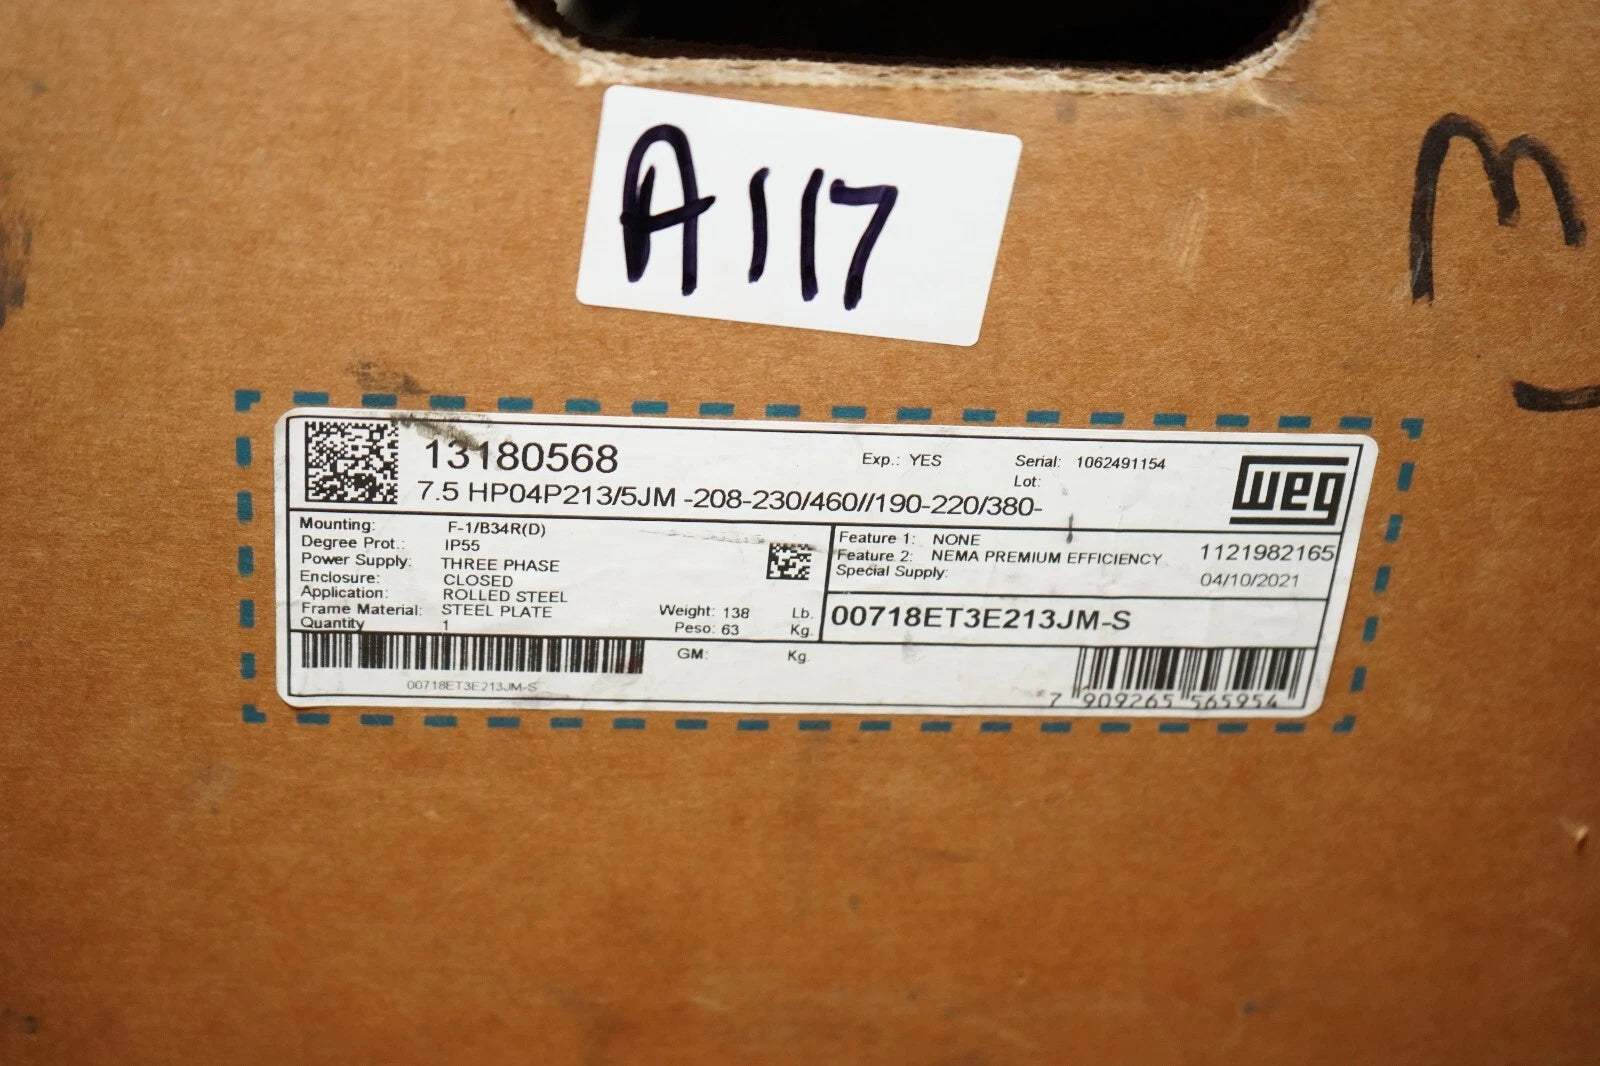 A117
m
13180568
Exp.: YES
Serial: 1062491154
Lot:
weg
7.5 HP04P213/5JM -208-230/460//190-220/380-
Mounting: F-1/B34R(D)
Degree Prot.: IP55
Power Supply: THREE PHASE
Enclosure: CLOSED
Application: ROLLED STEEL
Frame Material: STEEL PLATE
Quantity 1
Weight: 138 Lb.
Peso: 63 Kg.
Feature 1: NONE
Feature 2: NEMA PREMIUM EFFICIENCY
Special Supply:
1121982165
04/10/2021
00718ET3E213JM-S
GM: Kg.
00718ET3E213JM-S
7 909265 565954